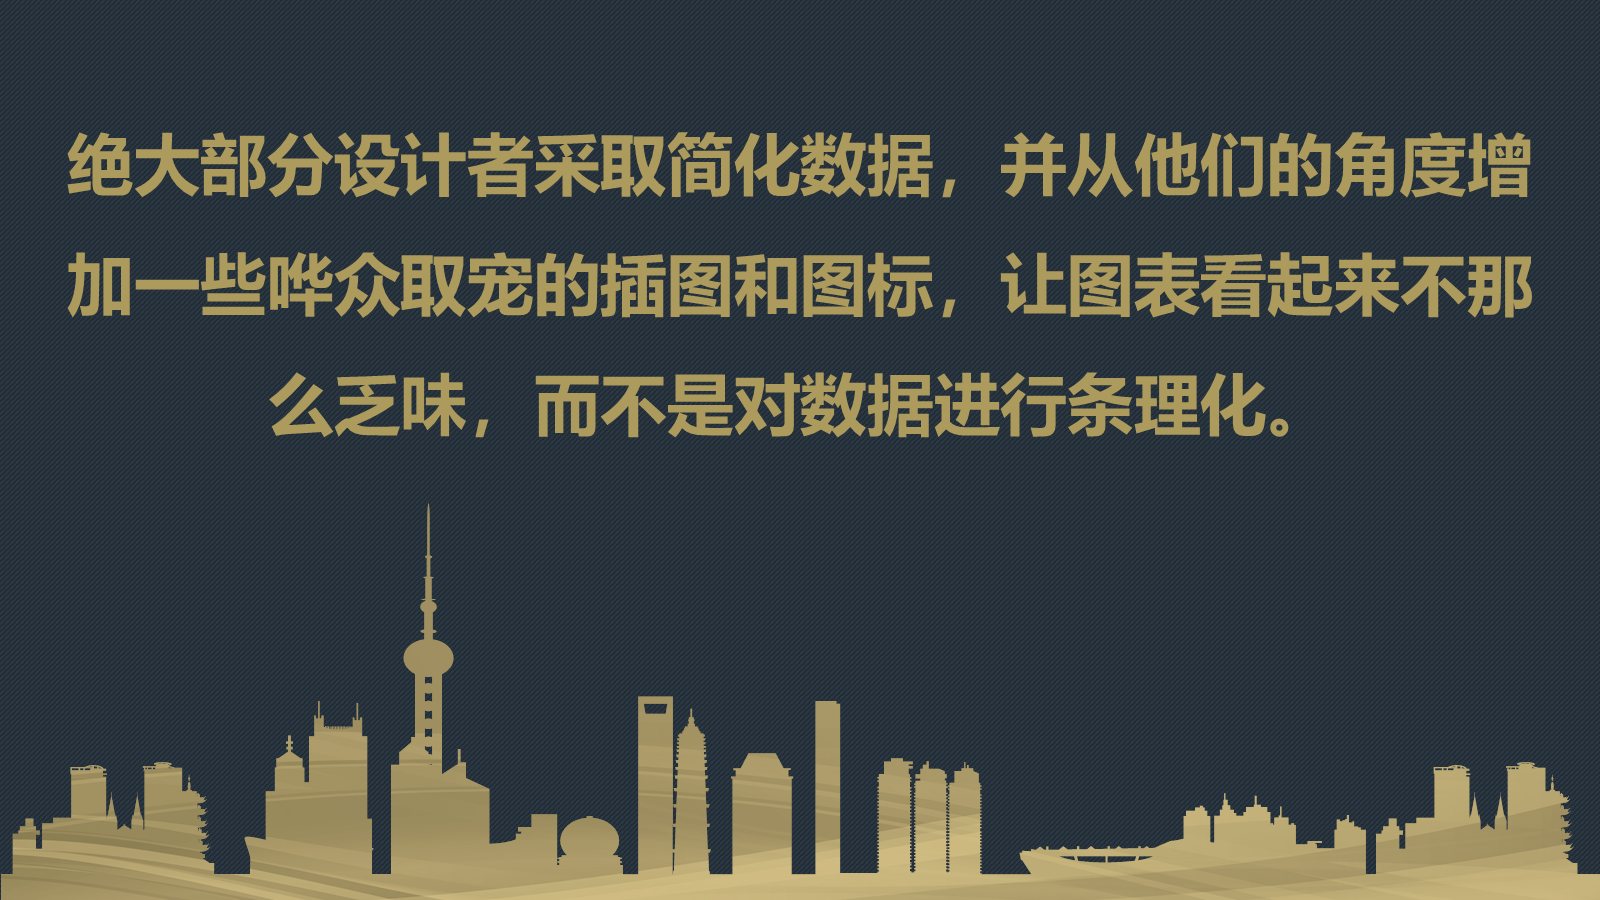 绝大部分设计者采取简化数据，并从他们的角度增
加一些哗众取宠的插图和图标，让图表看起来不那
么乏味，而不是对数据进行条理化。